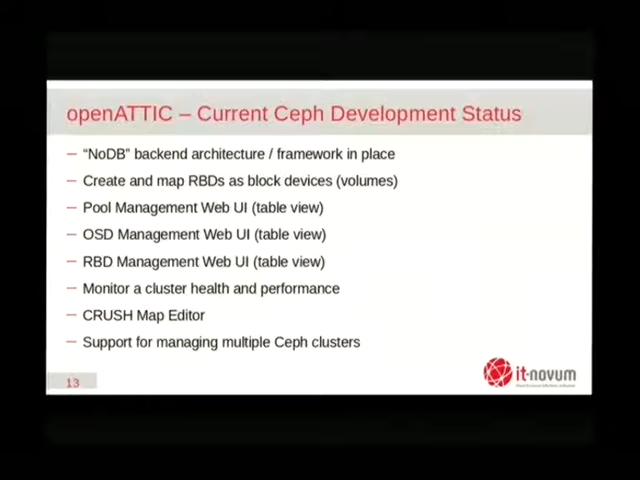 openATTIC – Current Ceph Development Status
– “NoDB” backend architecture / framework in place
– Create and map RBDs as block devices (volumes)
– Pool Management Web UI (table view)
– OSD Management Web UI (table view)
– RBD Management Web UI (table view)
– Monitor a cluster health and performance
– CRUSH Map Editor
– Support for managing multiple Ceph clusters
13
it-novum